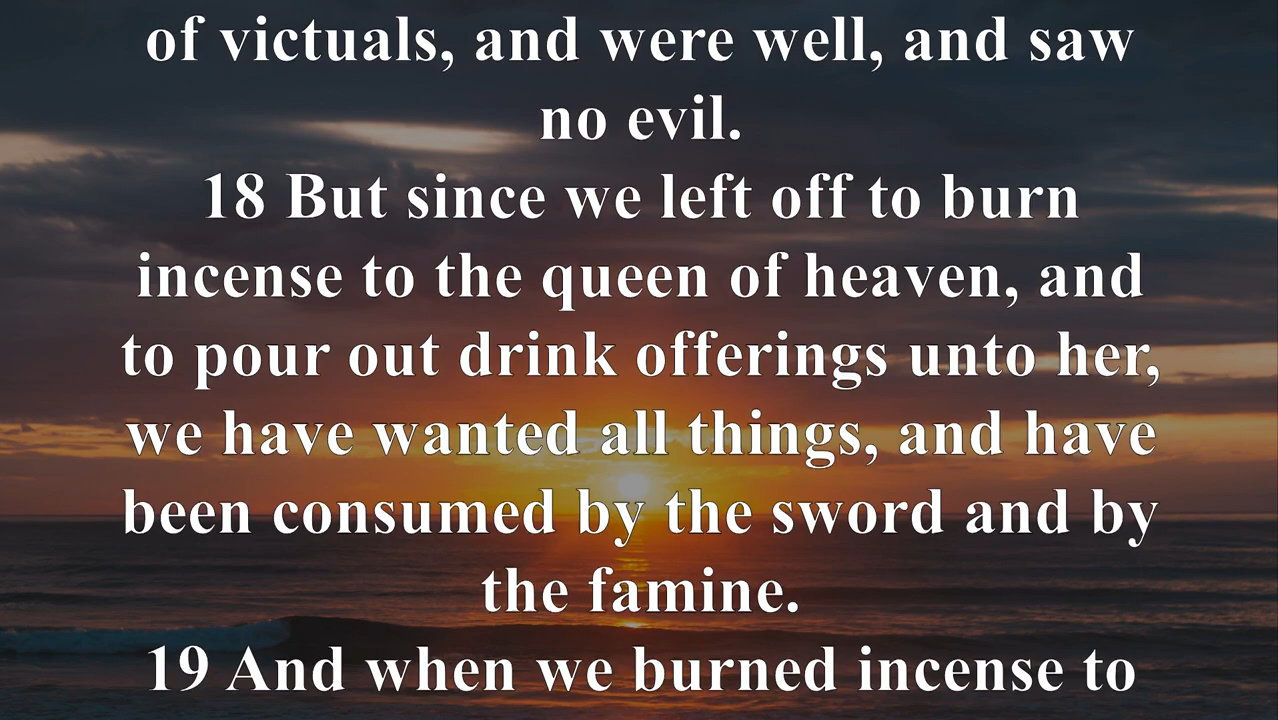 of victuals, and were well, and saw
no evil.
18 But since we left off to burn
incense to the queen of heaven, and
to pour out drink offerings unto her,
we have wanted all things, and have
been consumed by the sword and by
the famine.
19 And when we burned incense to